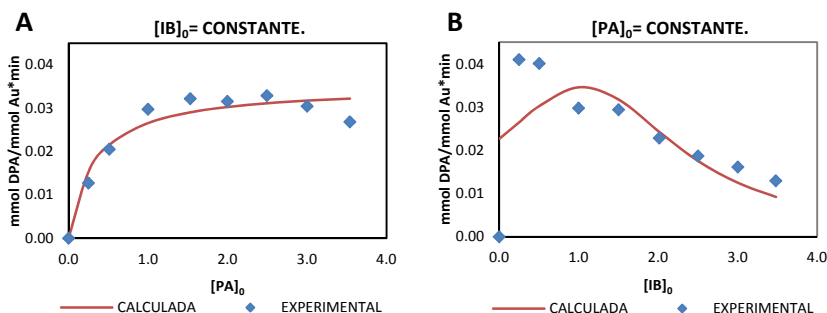 A
[IB]0= CONSTANTE.
mmol DPA/mmol Au*min
0.04
0.03
0.02
0.01
0.00
0.0 1.0 2.0 3.0 4.0
[PA]0
CALCULADA EXPERIMENTAL
B
[PA]0= CONSTANTE.
mmol DPA/mmol Au*min
0.04
0.03
0.02
0.01
0.00
0.0 1.0 2.0 3.0 4.0
[IB]0
CALCULADA EXPERIMENTAL